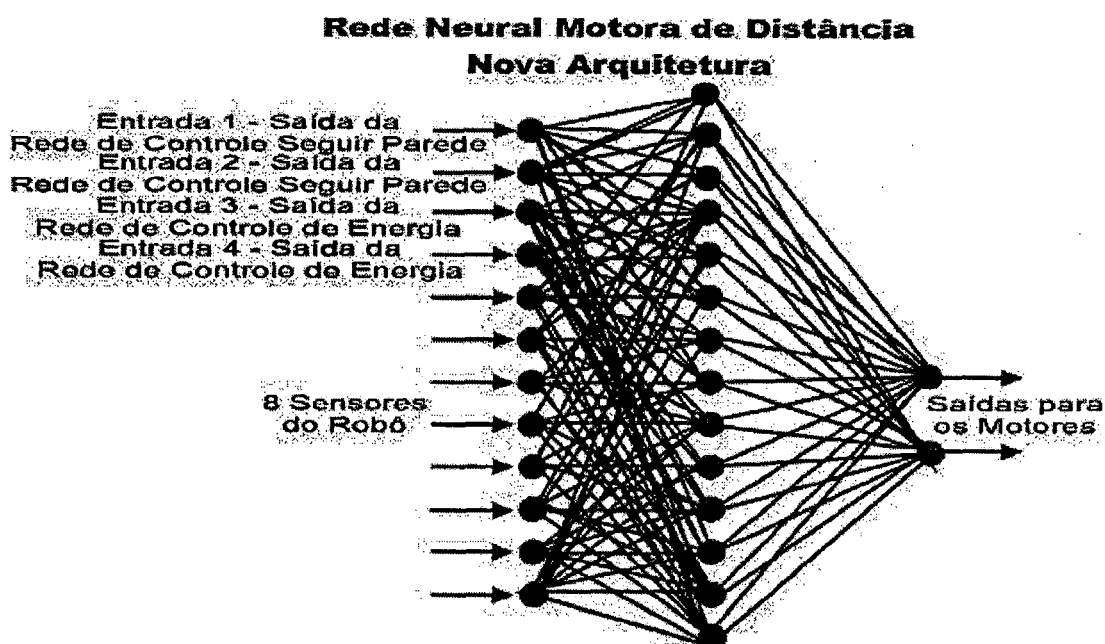 Rede Neural Motora de Distância
Nova Arquitetura
Entrada 1 - Saída da
Rede de Controle Seguir Parede
Entrada 2 - Saída da
Rede de Controle Seguir Parede
Entrada 3 - Saída da
Rede de Controle de Energia
Entrada 4 - Saída da
Rede de Controle de Energia
8 Sensores
do Robô
Saídas para
os Motores